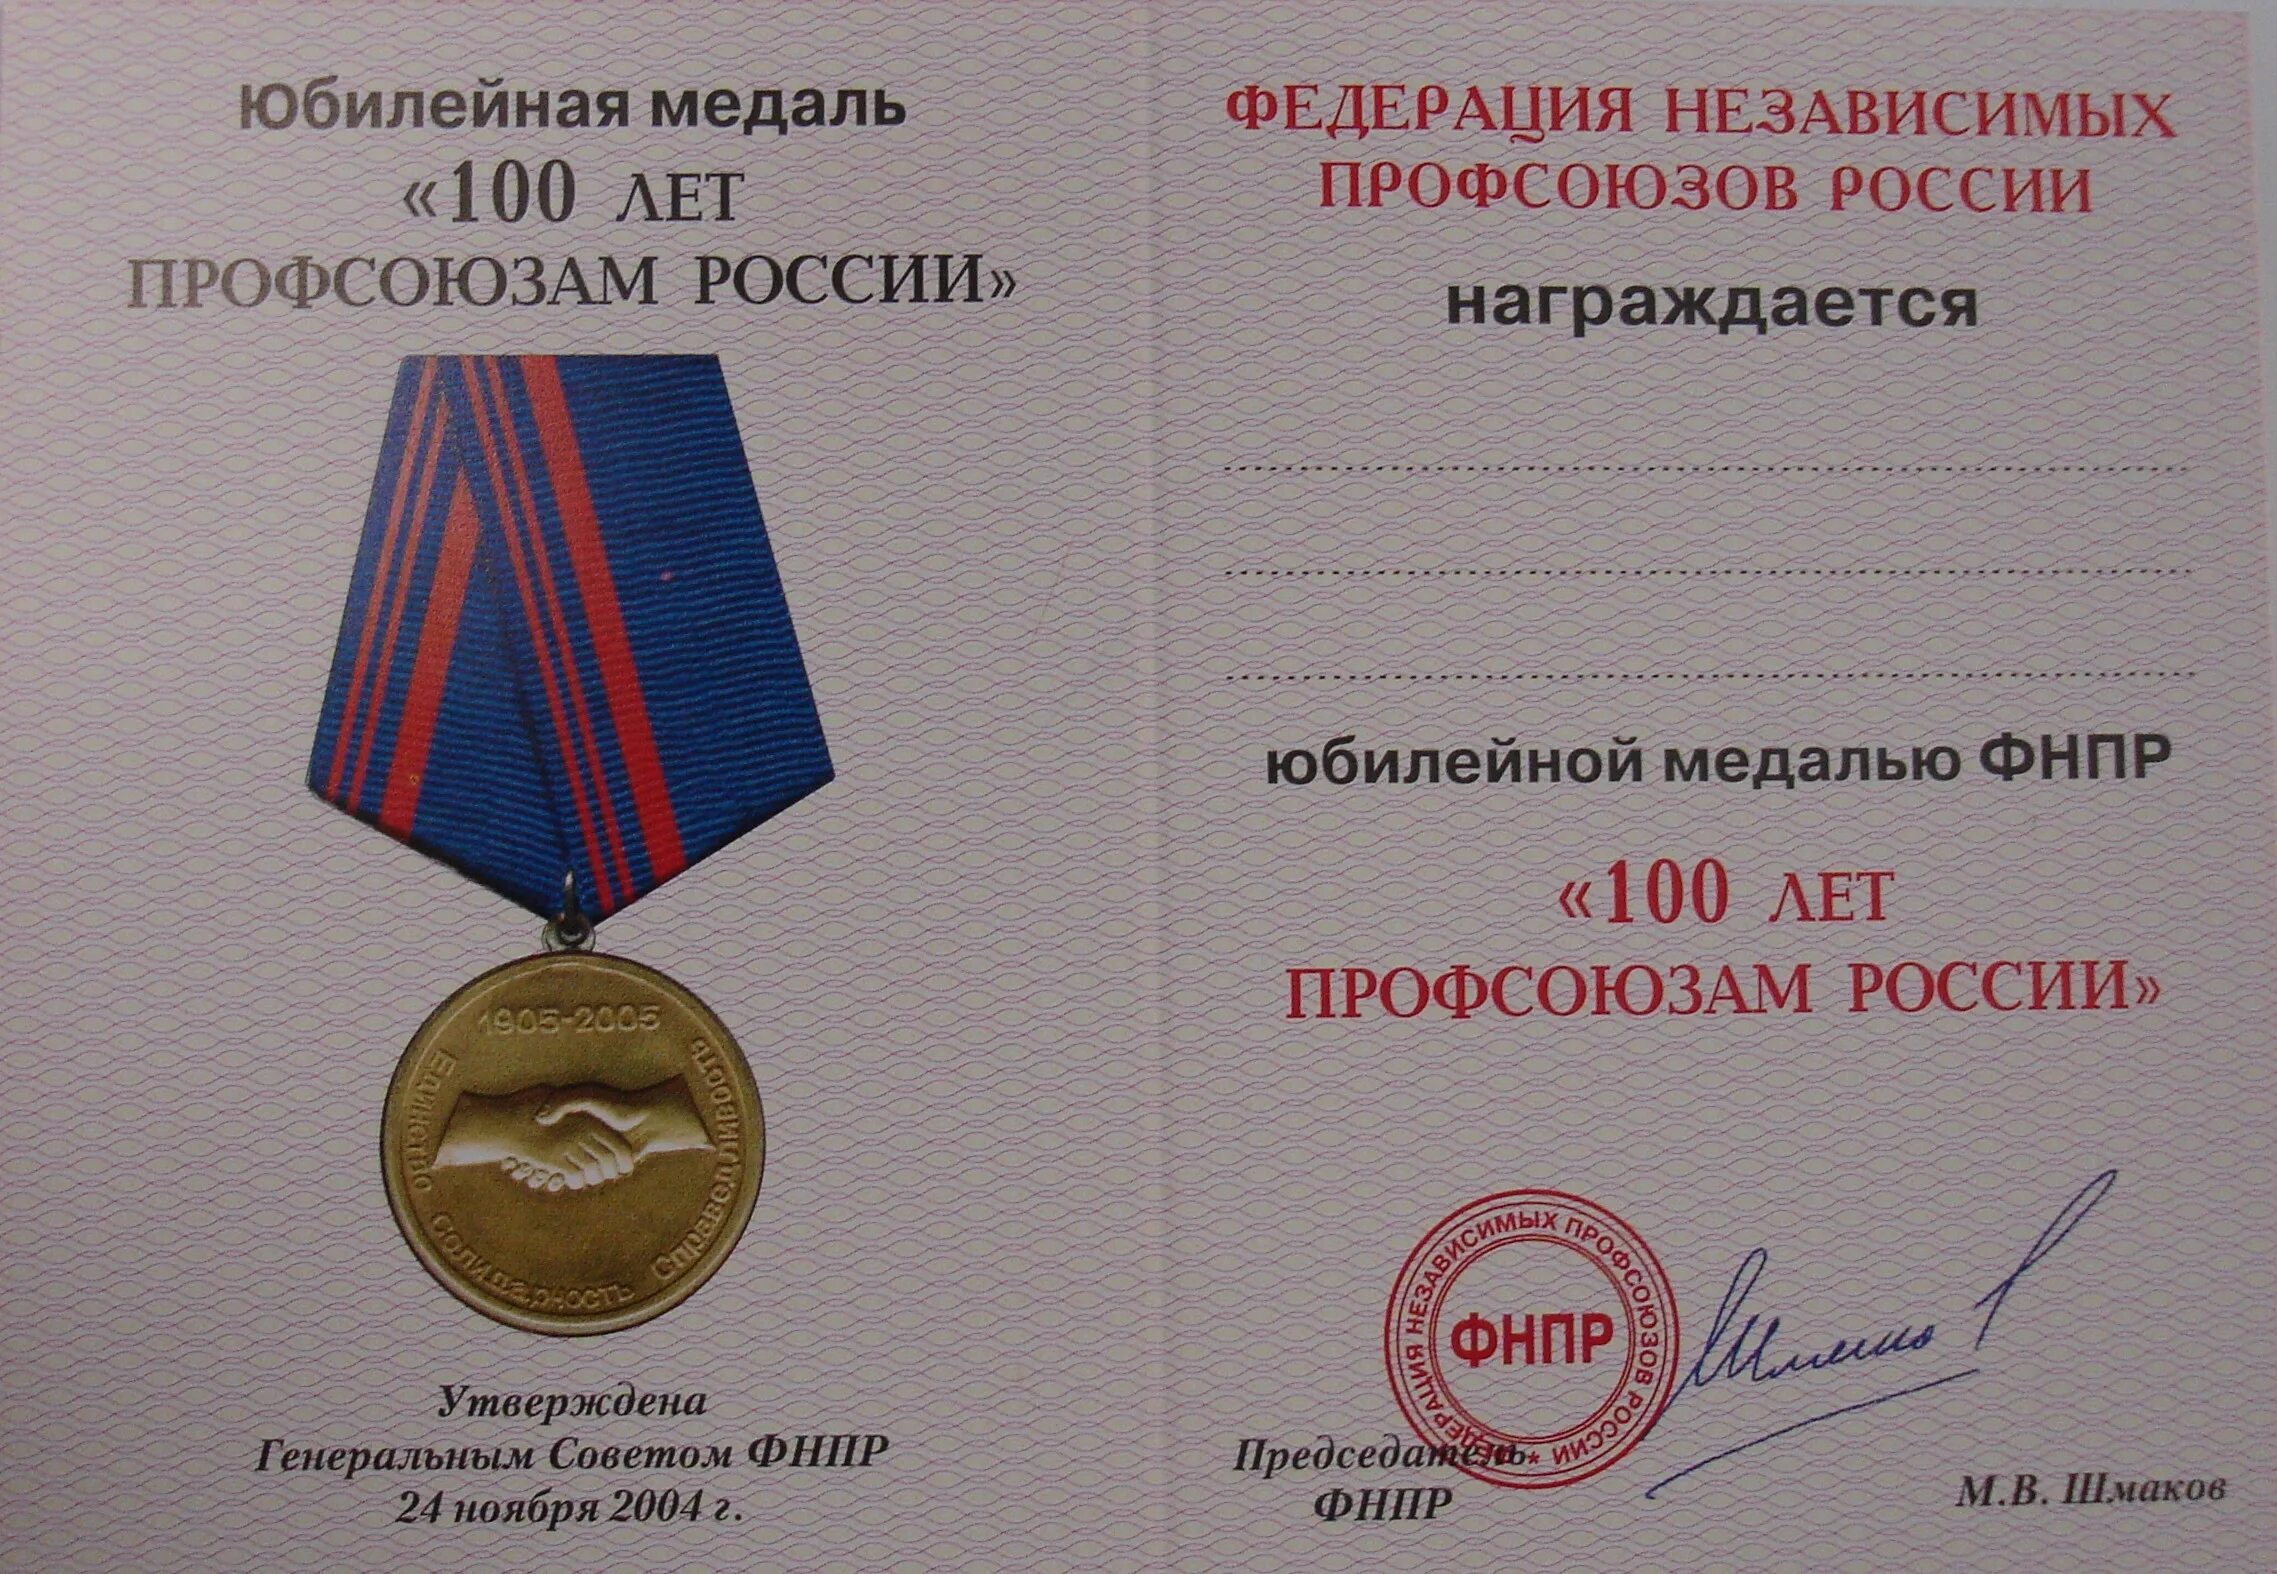 Юбилейная медаль
«100 ЛЕТ
ПРОФСОЮЗАМ РОССИИ»
1905-2005
Единство
Солидарность
Справедливость
Утверждена
Генеральным Советом ФНПР
24 ноября 2004 г.
ФЕДЕРАЦИЯ НЕЗАВИСИМЫХ
ПРОФСОЮЗОВ РОССИИ
награждается
юбилейной медалью ФНПР
«100 ЛЕТ
ПРОФСОЮЗАМ РОССИИ»
ФЕДЕРАЦИЯ НЕЗАВИСИМЫХ ПРОФСОЮЗОВ РОССИИ *
ФНПР
Председатель
ФНПР
М.В. Шмаков